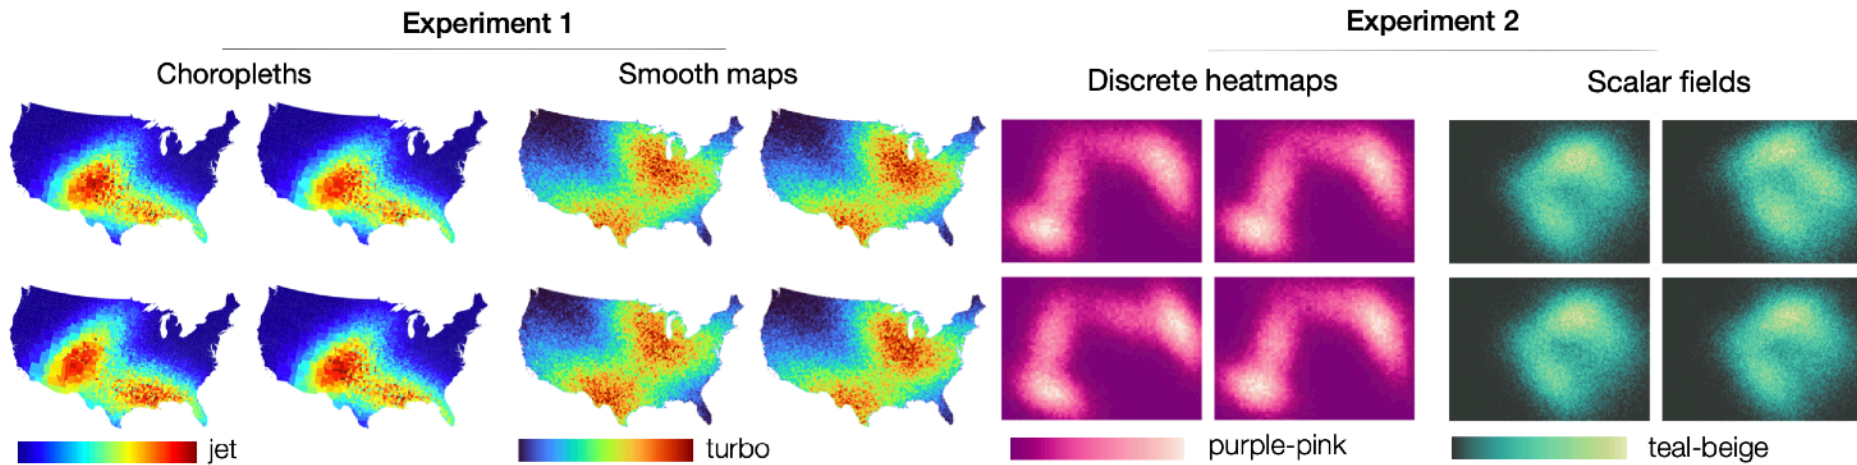 Experiment 1
Experiment 2
Choropleths
Smooth maps
Discrete heatmaps
Scalar fields
jet
turbo
purple-pink
teal-beige